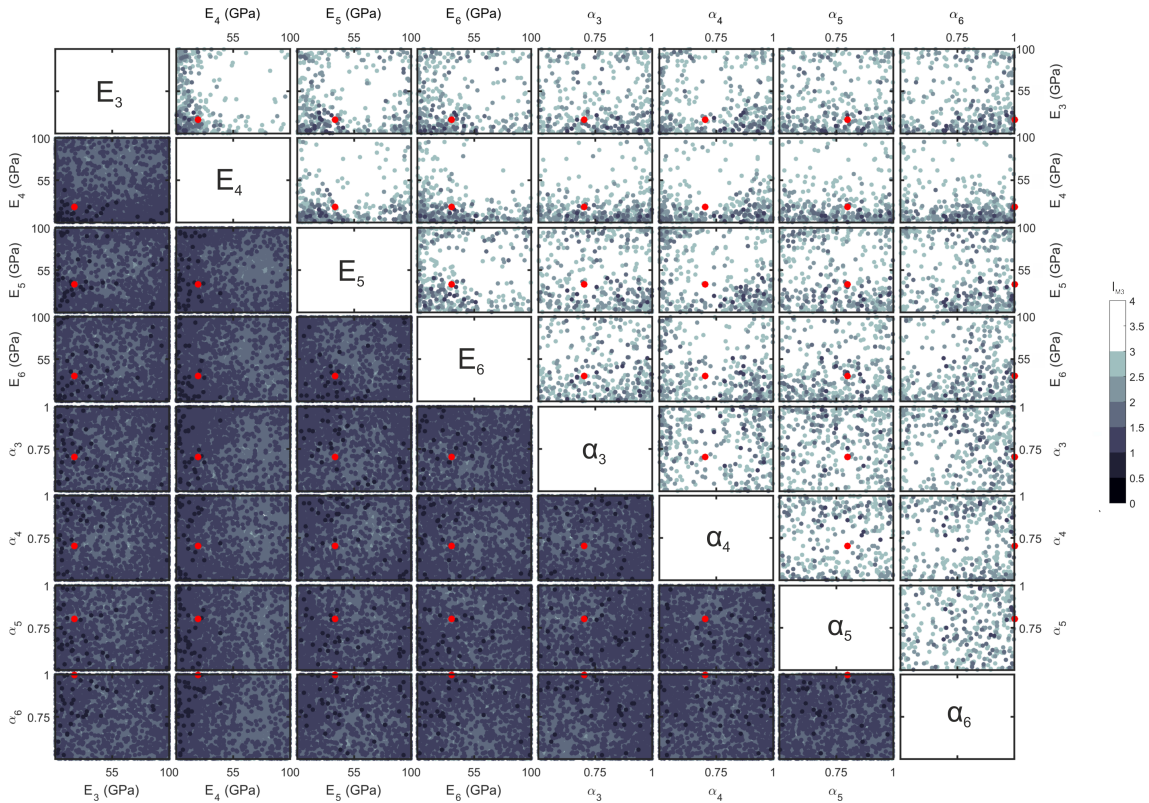 E4 (GPa) E5 (GPa) E6 (GPa) α3 α4 α5 α6
55 100 55 100 55 100 0.75 1 0.75 1 0.75 1 0.75 1
E3 100 55 E3 (GPa)
E4 (GPa) 100 55 E4 100 55 E4 (GPa)
E5 (GPa) 100 55 E5 100 55 E5 (GPa)
E6 (GPa) 100 55 E6 100 55 E6 (GPa)
α3 1 0.75 α3 1 0.75 α3
α4 1 0.75 α4 1 0.75 α4
α5 1 0.75 α5 1 0.75 α5
α6 1 0.75 α6
55 100 55 100 55 100 55 100 0.75 1 0.75 1 0.75 1
E3 (GPa) E4 (GPa) E5 (GPa) E6 (GPa) α3 α4 α5
IM3
4
3.5
3
2.5
2
1.5
1
0.5
0